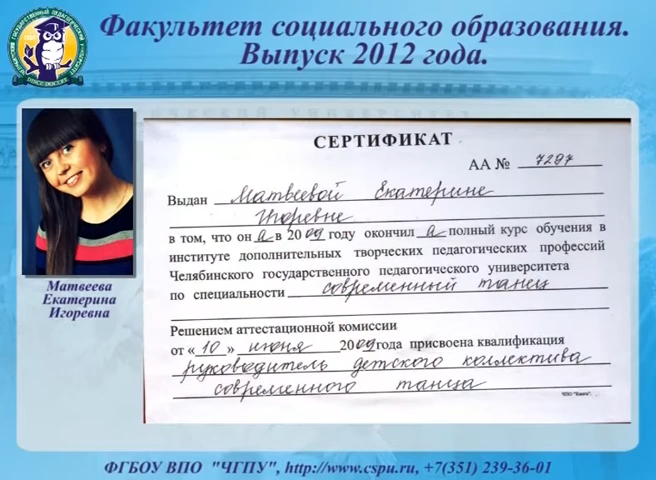 Факультет социального образования.
Выпуск 2012 года.
СЕРТИФИКАТ
АА № 7297
Выдан Матвеевой Екатерине
Игоревне
в том, что он а в 2009 году окончил а полный курс обучения в
институте дополнительных творческих педагогических профессий
Челябинского государственного педагогического университета
по специальности современный танец
Решением аттестационной комиссии
от «10» июня 2009 года присвоена квалификация
руководитель детского коллектива
современного танца
Матвеева
Екатерина
Игоревна
ФГБОУ ВПО "ЧГПУ", http://www.cspu.ru, +7(351) 239-36-01